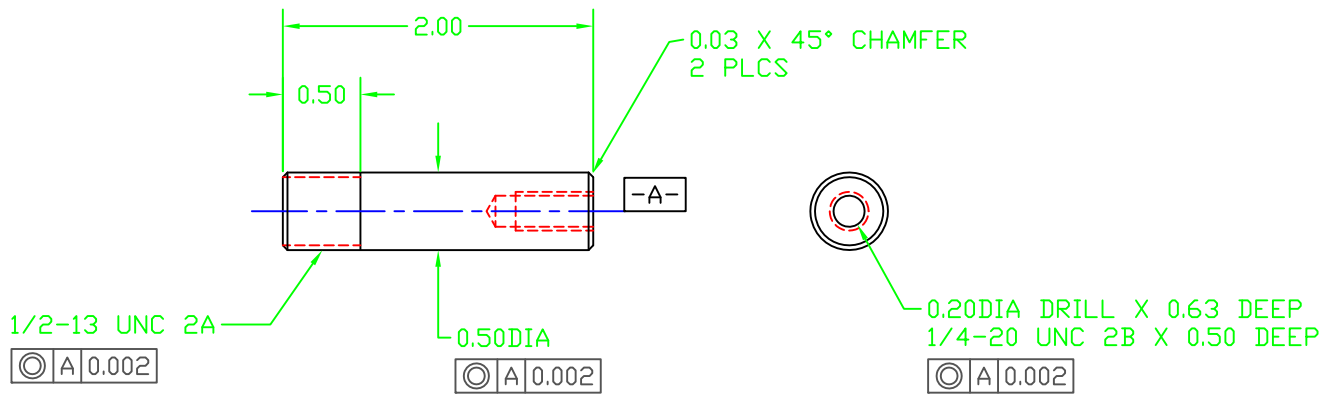 2.00
0.03 X 45° CHAMFER
2 PLCS
0.50
-A-
1/2-13 UNC 2A
A 0.002
0.50DIA
A 0.002
0.20DIA DRILL X 0.63 DEEP
1/4-20 UNC 2B X 0.50 DEEP
A 0.002